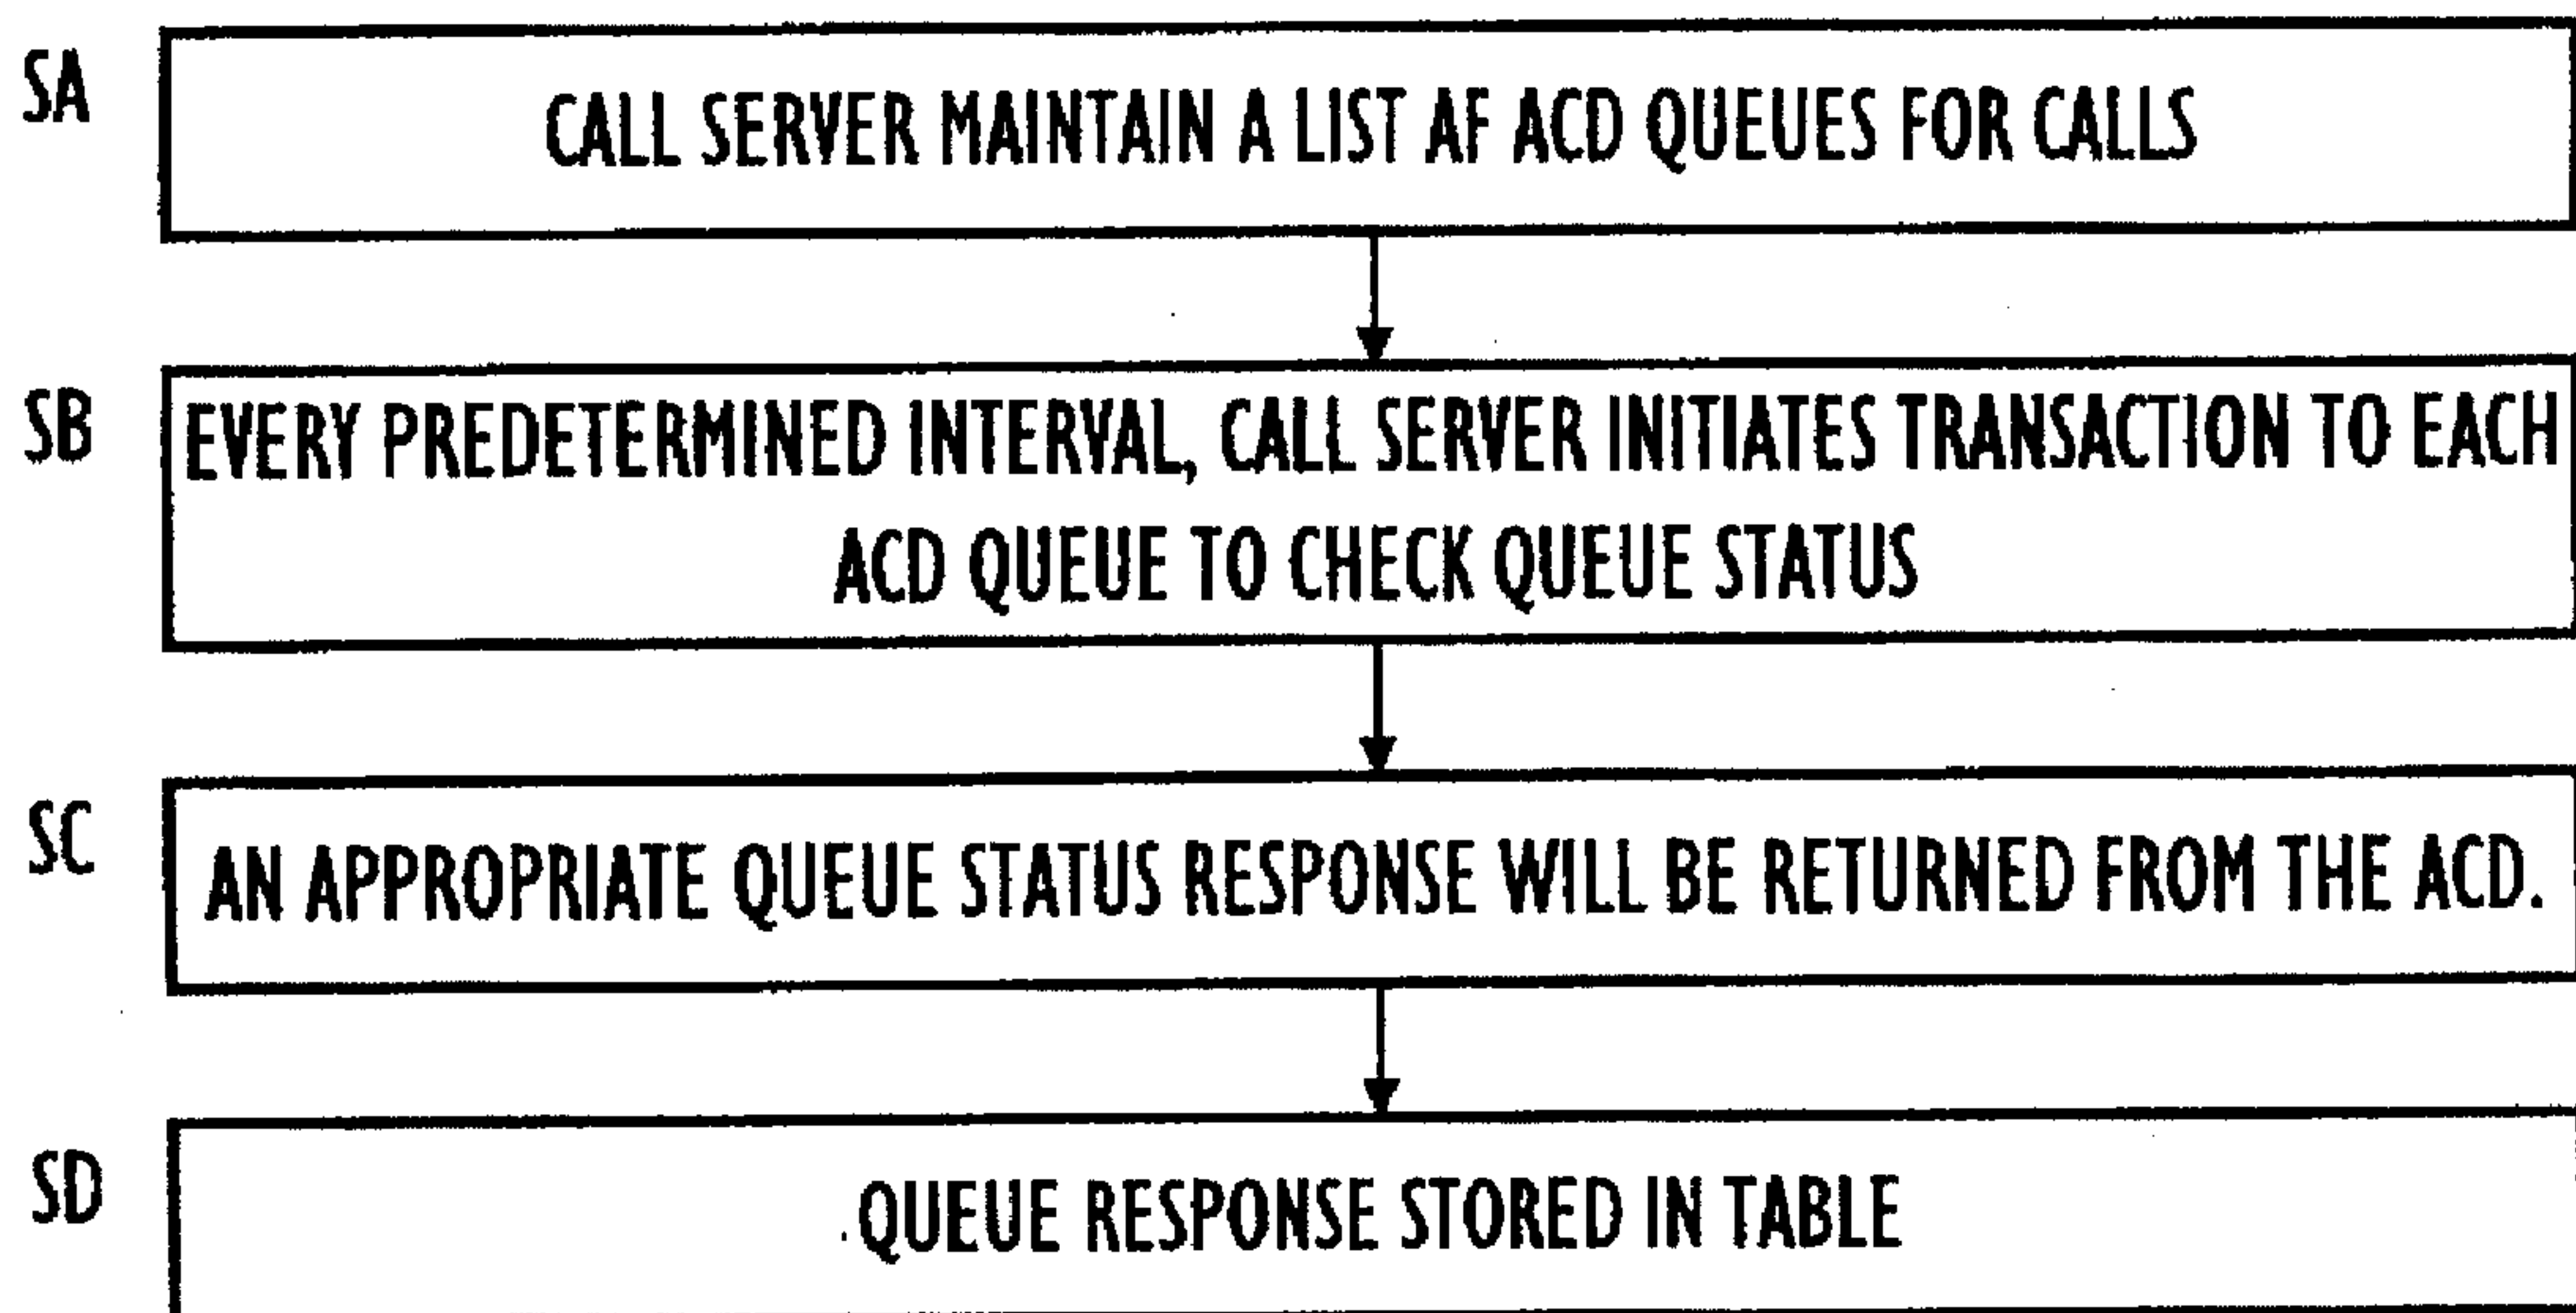 SA
CALL SERVER MAINTAIN A LIST AF ACD QUEUES FOR CALLS
SB
EVERY PREDETERMINED INTERVAL, CALL SERVER INITIATES TRANSACTION TO EACH
ACD QUEUE TO CHECK QUEUE STATUS
SC
AN APPROPRIATE QUEUE STATUS RESPONSE WILL BE RETURNED FROM THE ACD.
SD
QUEUE RESPONSE STORED IN TABLE